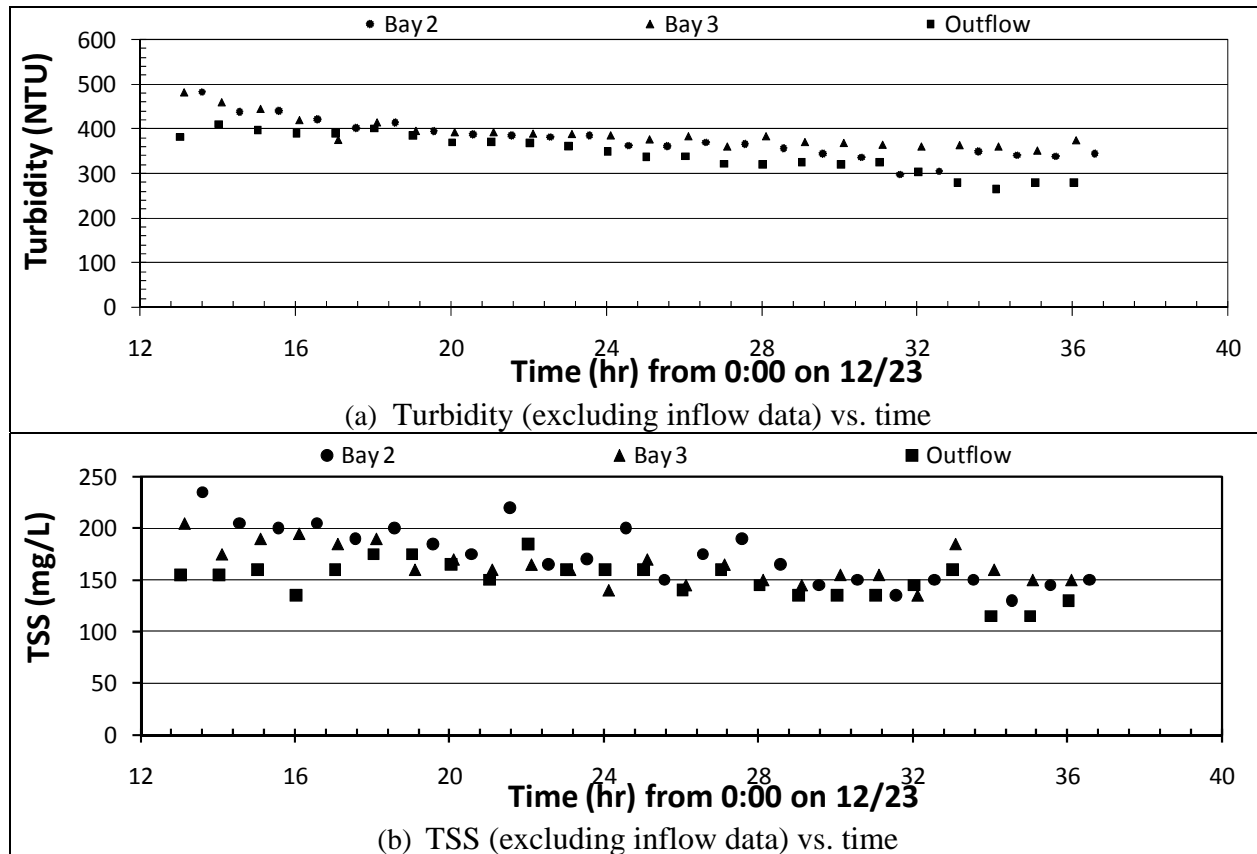 Bay 2 Bay 3 Outflow
600
500
400
300
200
100
0
Turbidity (NTU)
12 16 20 24 28 32 36 40
Time (hr) from 0:00 on 12/23
(a) Turbidity (excluding inflow data) vs. time
Bay 2 Bay 3 Outflow
250
200
150
100
50
0
TSS (mg/L)
12 16 20 24 28 32 36 40
Time (hr) from 0:00 on 12/23
(b) TSS (excluding inflow data) vs. time